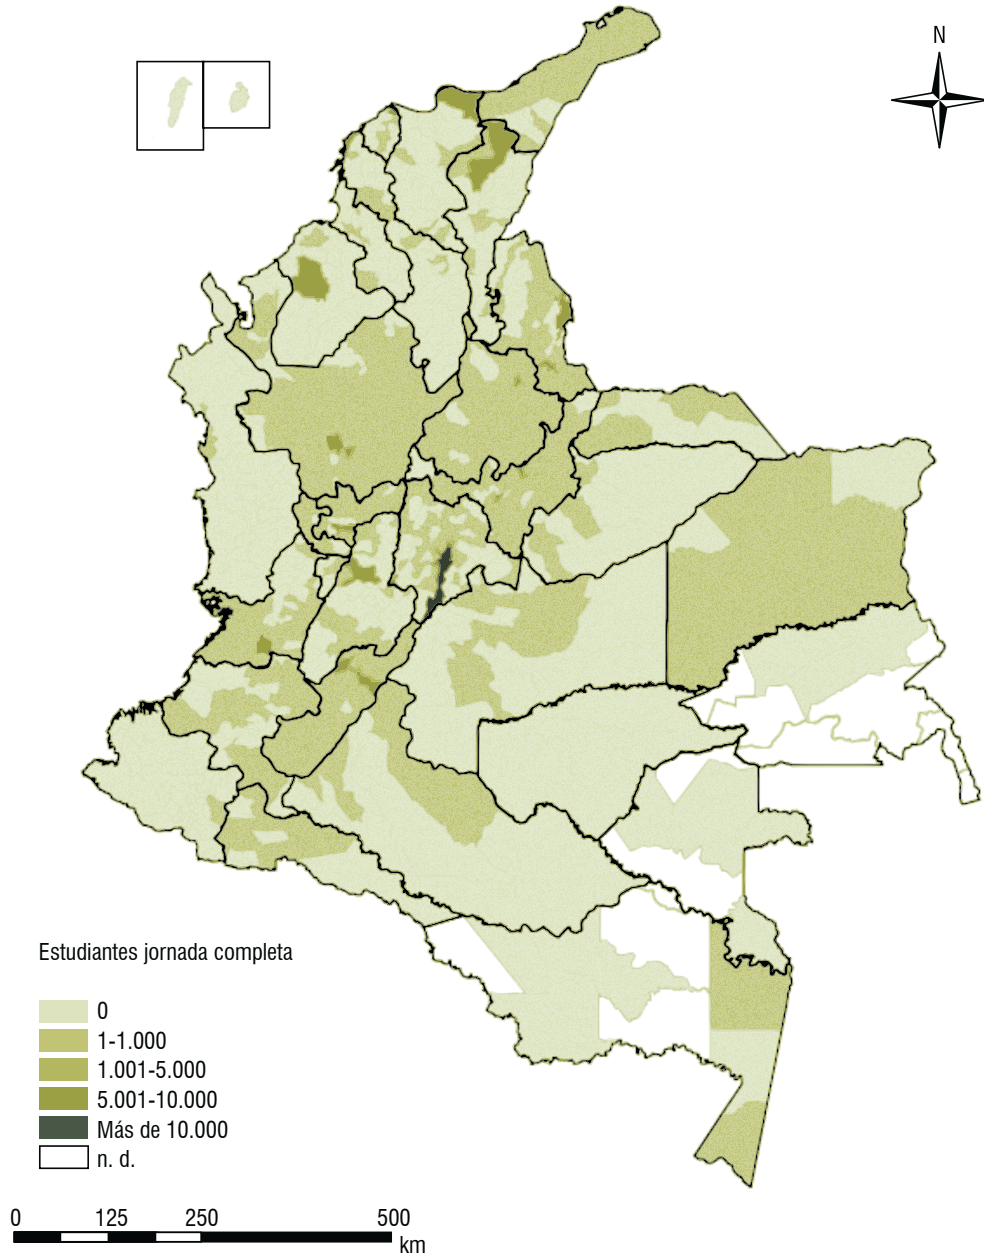 N
Estudiantes jornada completa
0
1-1.000
1.001-5.000
5.001-10.000
Más de 10.000
n. d.
0 125 250 500
km